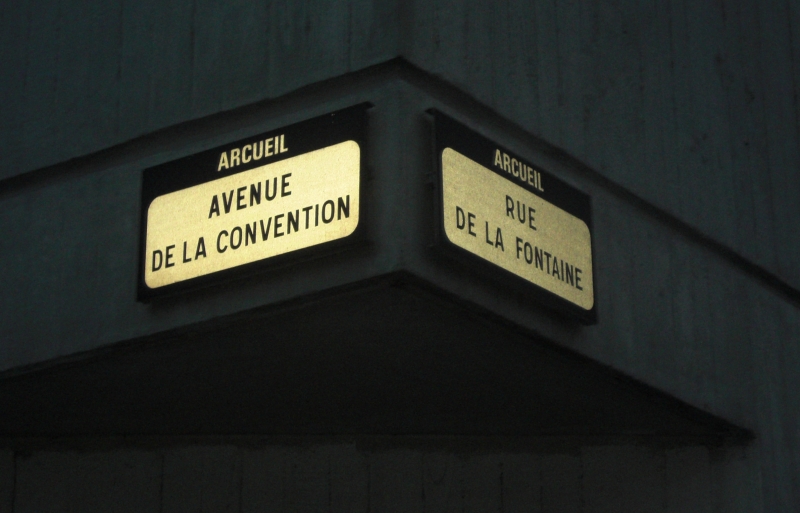 ARCUEIL
AVENUE
DE LA CONVENTION
ARCUEIL
RUE
DE LA FONTAINE